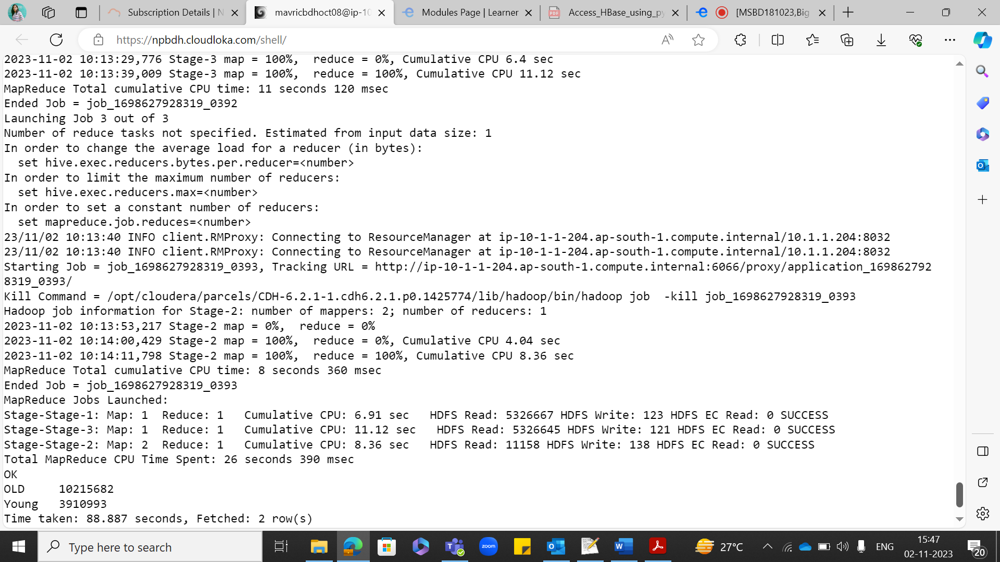 Subscription Details | N
mavricbdhoct08@ip-10
Modules Page | Learner
PDF
Access_HBase_using_py
[MSBD181023,Big
https://npbdh.cloudloka.com/shell/
2023-11-02 10:13:29,776 Stage-3 map = 100%,  reduce = 0%, Cumulative CPU 6.4 sec
2023-11-02 10:13:39,009 Stage-3 map = 100%,  reduce = 100%, Cumulative CPU 11.12 sec
MapReduce Total cumulative CPU time: 11 seconds 120 msec
Ended Job = job_1698627928319_0392
Launching Job 3 out of 3
Number of reduce tasks not specified. Estimated from input data size: 1
In order to change the average load for a reducer (in bytes):
  set hive.exec.reducers.bytes.per.reducer=<number>
In order to limit the maximum number of reducers:
  set hive.exec.reducers.max=<number>
In order to set a constant number of reducers:
  set mapreduce.job.reduces=<number>
23/11/02 10:13:40 INFO client.RMProxy: Connecting to ResourceManager at ip-10-1-1-204.ap-south-1.compute.internal/10.1.1.204:8032
23/11/02 10:13:40 INFO client.RMProxy: Connecting to ResourceManager at ip-10-1-1-204.ap-south-1.compute.internal/10.1.1.204:8032
Starting Job = job_1698627928319_0393, Tracking URL = http://ip-10-1-1-204.ap-south-1.compute.internal:6066/proxy/application_169862792
8319_0393/
Kill Command = /opt/cloudera/parcels/CDH-6.2.1-1.cdh6.2.1.p0.1425774/lib/hadoop/bin/hadoop job  -kill job_1698627928319_0393
Hadoop job information for Stage-2: number of mappers: 2; number of reducers: 1
2023-11-02 10:13:53,217 Stage-2 map = 0%,  reduce = 0%
2023-11-02 10:14:00,429 Stage-2 map = 100%,  reduce = 0%, Cumulative CPU 4.04 sec
2023-11-02 10:14:11,798 Stage-2 map = 100%,  reduce = 100%, Cumulative CPU 8.36 sec
MapReduce Total cumulative CPU time: 8 seconds 360 msec
Ended Job = job_1698627928319_0393
MapReduce Jobs Launched:
Stage-Stage-1: Map: 1  Reduce: 1   Cumulative CPU: 6.91 sec   HDFS Read: 5326667 HDFS Write: 123 HDFS EC Read: 0 SUCCESS
Stage-Stage-3: Map: 1  Reduce: 1   Cumulative CPU: 11.12 sec   HDFS Read: 5326645 HDFS Write: 121 HDFS EC Read: 0 SUCCESS
Stage-Stage-2: Map: 2  Reduce: 1   Cumulative CPU: 8.36 sec   HDFS Read: 11158 HDFS Write: 138 HDFS EC Read: 0 SUCCESS
Total MapReduce CPU Time Spent: 26 seconds 390 msec
OK
OLD     10215682
Young   3910993
Time taken: 88.887 seconds, Fetched: 2 row(s)
Type here to search
zoom
27°C
ENG
15:47
02-11-2023
20